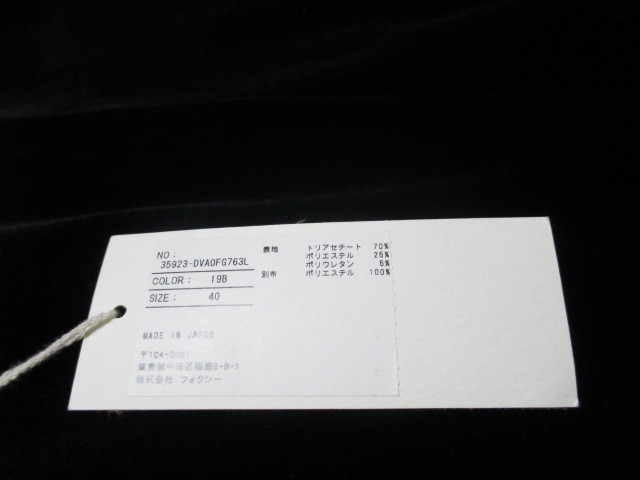 NO:
35923-DVA0FG763L
COLOR: 19B
SIZE: 40
表地 トリアセテート 70%
ポリエステル 25%
ポリウレタン 5%
別布 ポリエステル 100%
MADE IN JAPAN
〒104-0061
東京都中央区銀座6-8-1
株式会社 フォクシー